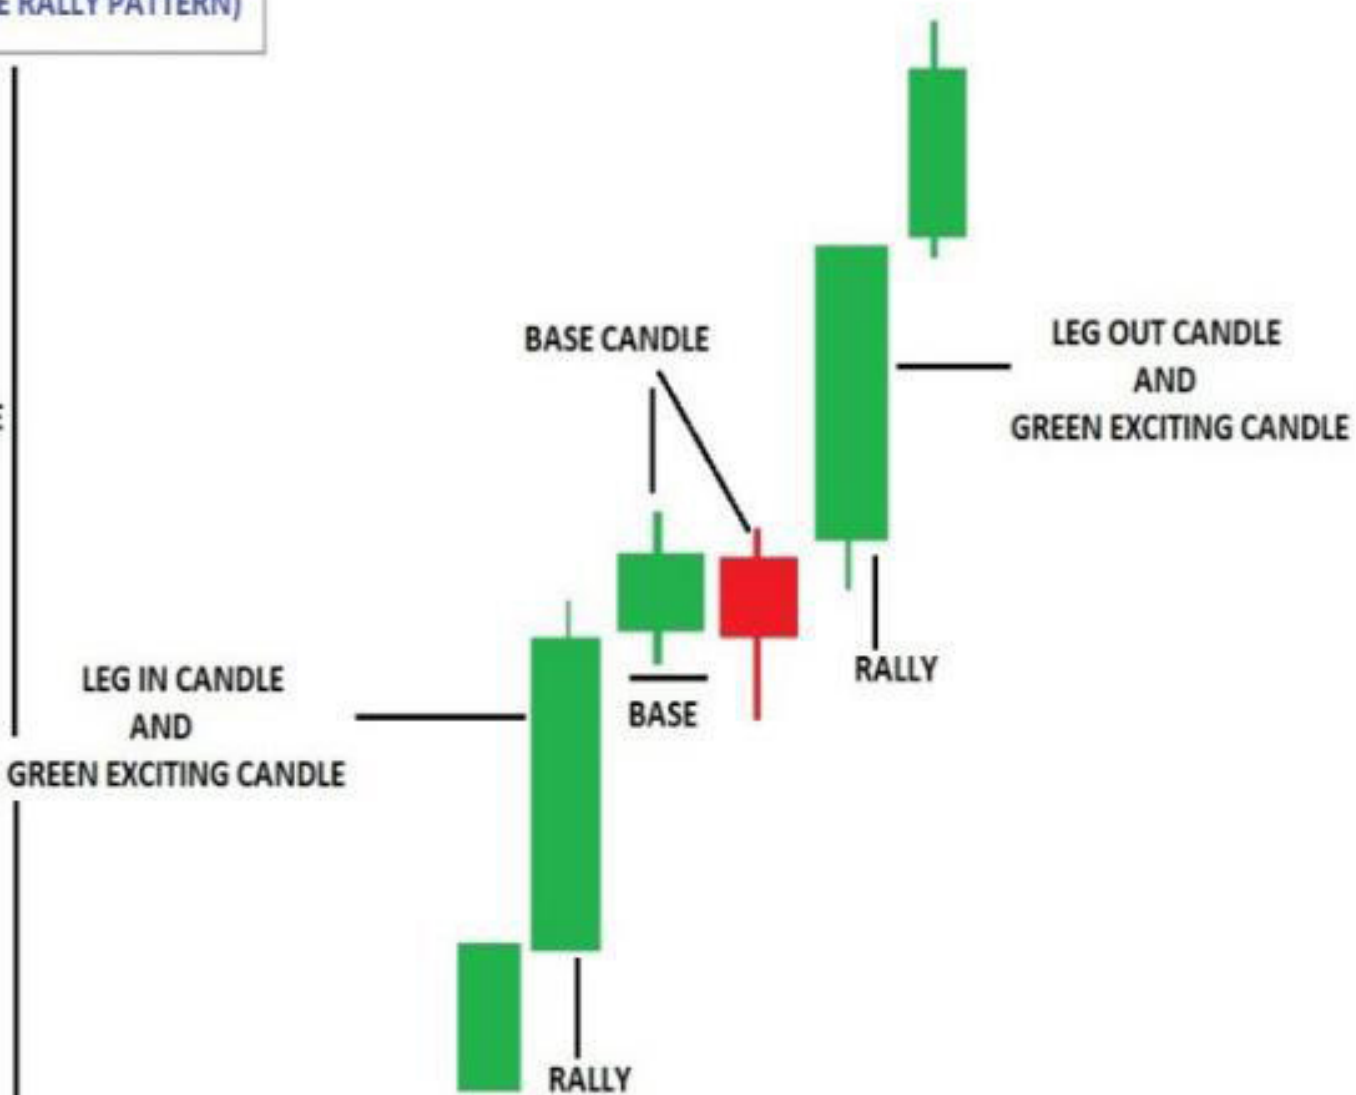 E RALLY PATTERN)
BASE CANDLE
LEG OUT CANDLE
AND
GREEN EXCITING CANDLE
RALLY
LEG IN CANDLE
AND
GREEN EXCITING CANDLE
BASE
RALLY